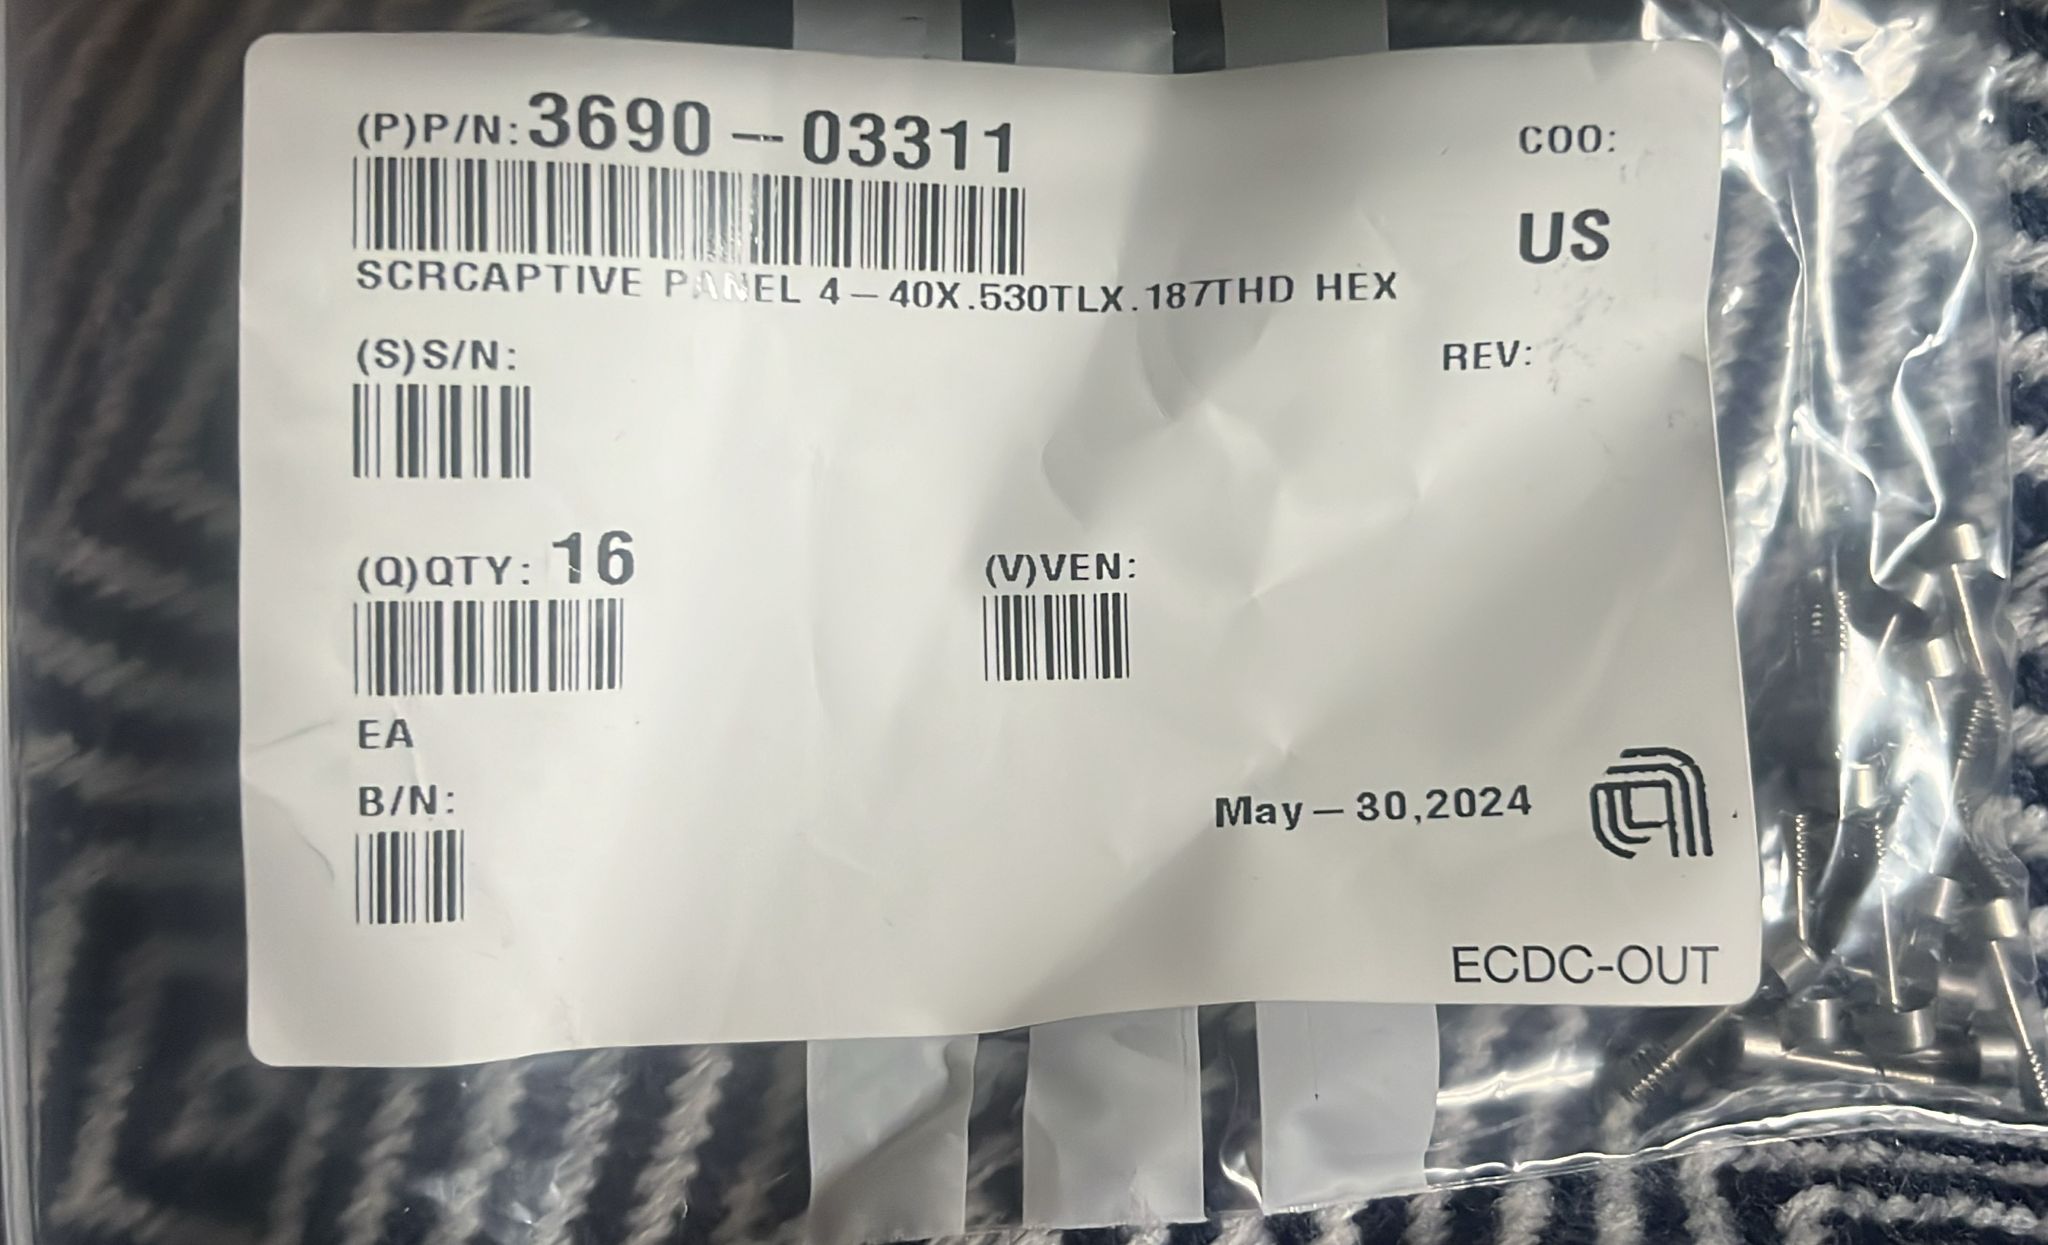 (P)P/N: 3690-03311
COO:
US
SCRCAPTIVE PANEL 4-40X.530TLX.187THD HEX
(S)S/N:
REV:
(Q)QTY: 16
(V)VEN:
EA
B/N:
May-30,2024
ECDC-OUT